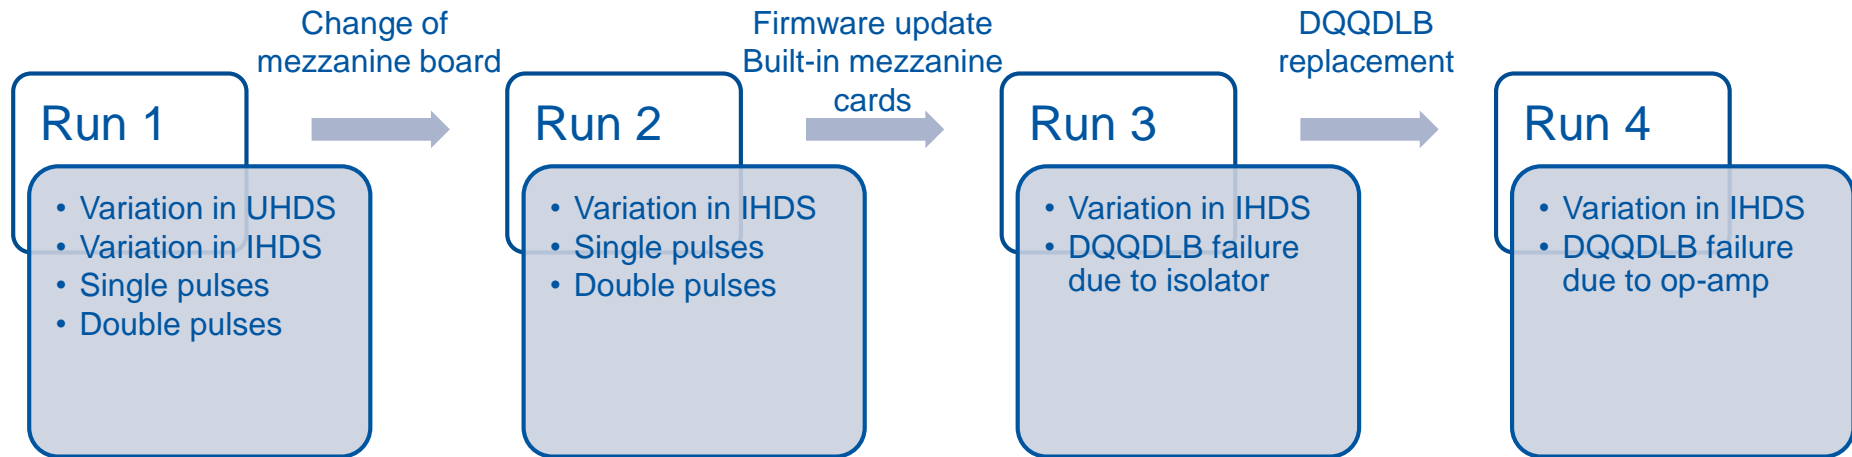 Change of
mezzanine board
Firmware update
Built-in mezzanine
cards
DQQDLB
replacement
Run 1
• Variation in UHDS
• Variation in IHDS
• Single pulses
• Double pulses
Run 2
• Variation in IHDS
• Single pulses
• Double pulses
Run 3
• Variation in IHDS
• DQQDLB failure
due to isolator
Run 4
• Variation in IHDS
• DQQDLB failure
due to op-amp